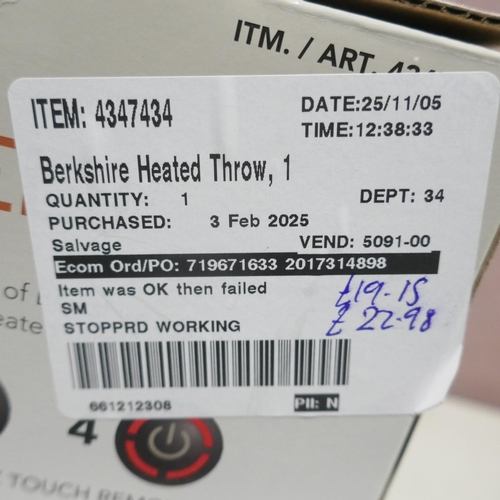 ITM. / ART.
ITEM: 4347434
DATE:25/11/05
TIME:12:38:33
Berkshire Heated Throw, 1
QUANTITY: 1
DEPT: 34
PURCHASED: 3 Feb 2025
Salvage
VEND: 5091-00
Ecom Ord/PO: 719671633 2017314898
Item was OK then failed
£19.15
SM
£22.98
STOPPRD WORKING
661212308
PII: N
of
4
TOUCH